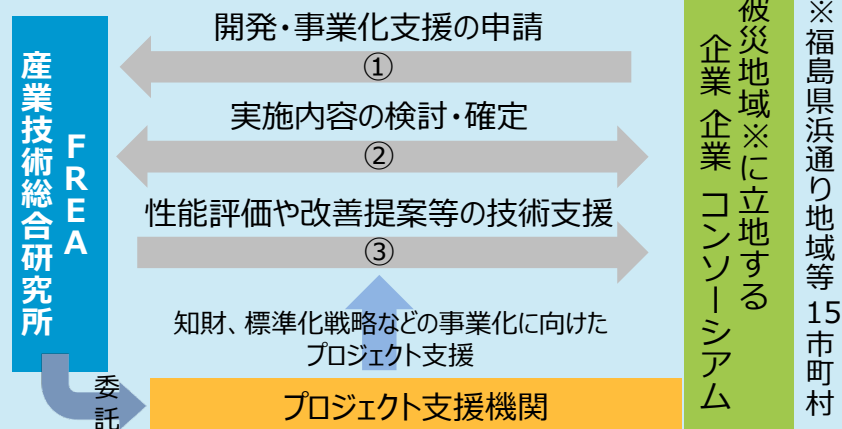 産業技術総合研究所
FREA
開発・事業化支援の申請
①
実施内容の検討・確定
②
性能評価や改善提案等の技術支援
③
知財、標準化戦略などの事業化に向けた
プロジェクト支援
委託
プロジェクト支援機関
被災地域※に立地する
企業 企業 コンソーシアム
※福島県浜通り地域等 15市町村